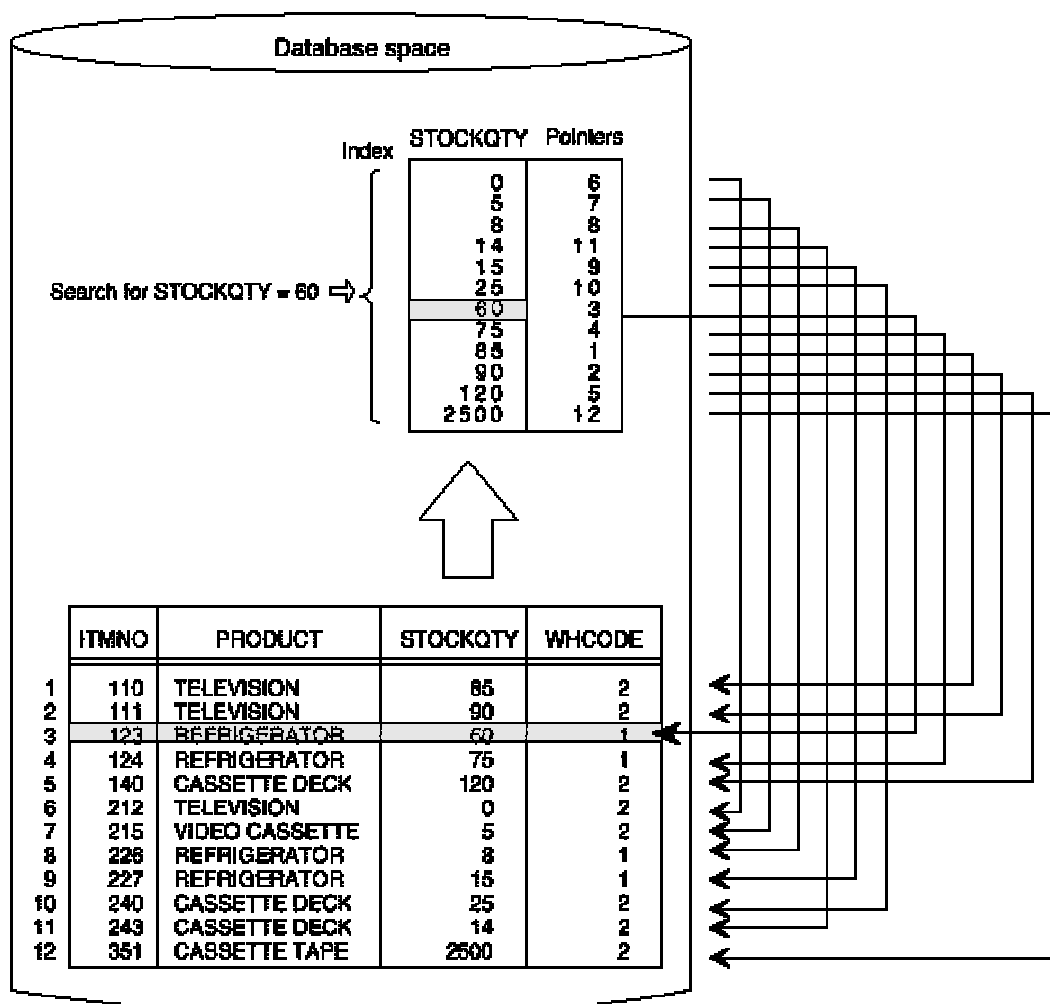 Database space
Index STOCKQTY Pointers
0 6
5 7
8 8
14 11
15 9
25 10
Search for STOCKQTY = 60
60 3
75 4
85 1
90 2
120 5
2500 12
ITMNO PRODUCT STOCKQTY WHCODE
1 110 TELEVISION 85 2
2 111 TELEVISION 90 2
3 123 REFRIGERATOR 60 1
4 124 REFRIGERATOR 75 1
5 140 CASSETTE DECK 120 2
6 212 TELEVISION 0 2
7 215 VIDEO CASSETTE 5 2
8 226 REFRIGERATOR 8 1
9 227 REFRIGERATOR 15 1
10 240 CASSETTE DECK 25 2
11 243 CASSETTE DECK 14 2
12 351 CASSETTE TAPE 2500 2